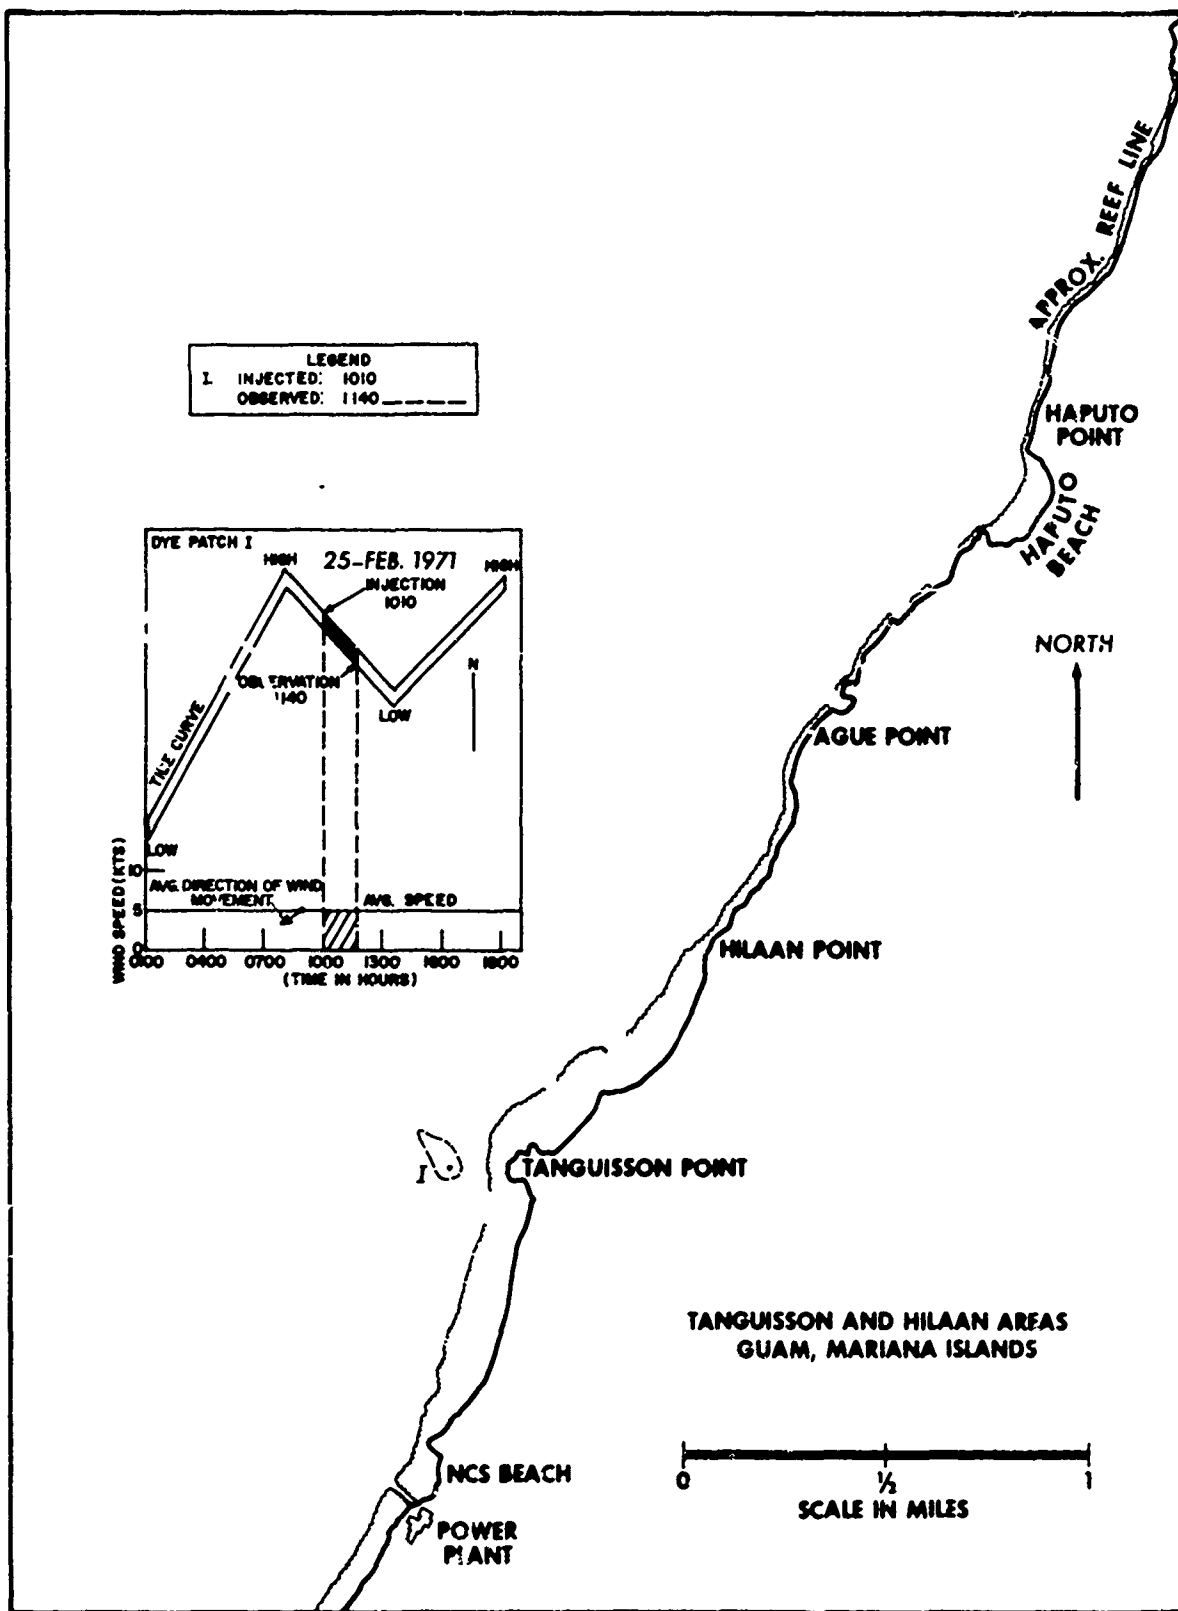 APPROX. REEF LINE
LEGEND
I. INJECTED: 1010
OBSERVED: 1140
HAPUTO
POINT
HAPUTO
BEACH
DYE PATCH I
25-FEB. 1971
HIGH
HIGH
INJECTION
1010
N
OBSERVATION
1140
LOW
TIDE CURVE
LOW
WIND SPEED (KTS)
10
5
0
AVG. DIRECTION OF WIND
MOVEMENT
AVG. SPEED
0100 0400 0700 1000 1300 1600 1800
(TIME IN HOURS)
NORTH
AGUE POINT
HILAAN POINT
I
TANGUISSON POINT
TANGUISSON AND HILAAN AREAS
GUAM, MARIANA ISLANDS
NCS BEACH
0 ½ 1
SCALE IN MILES
POWER
PLANT